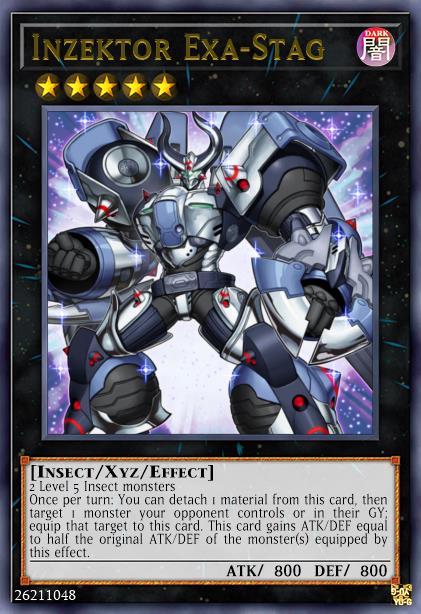 Inzektor Exa-Stag
DARK
闇
[Insect/Xyz/Effect]
2 Level 5 Insect monsters
Once per turn: You can detach 1 material from this card, then
target 1 monster your opponent controls or in their GY;
equip that target to this card. This card gains ATK/DEF equal
to half the original ATK/DEF of the monster(s) equipped by
this effect.
ATK/ 800 DEF/ 800
26211048